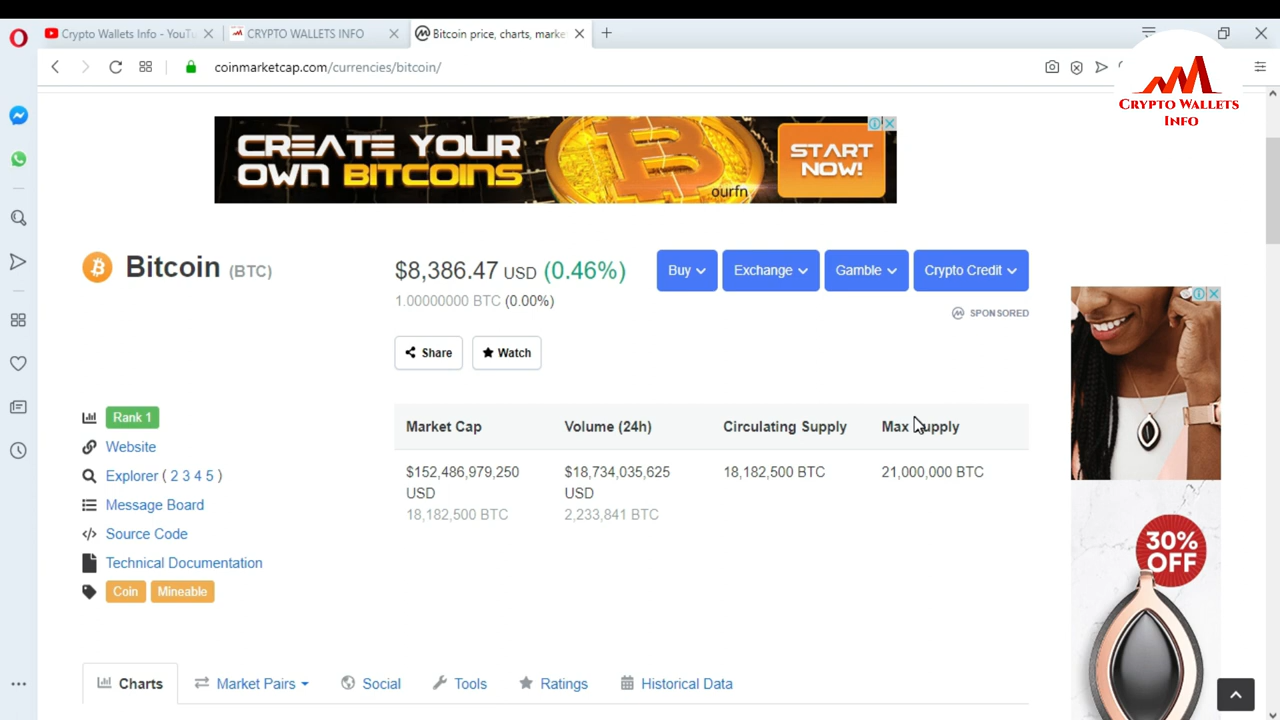 Crypto Wallets Info - YouTu
CRYPTO WALLETS INFO
Bitcoin price, charts, marke
coinmarketcap.com/currencies/bitcoin/
CRYPTO WALLETS
INFO
CREATE YOUR
OWN BITCOINS
ourfn
START
NOW!
Bitcoin (BTC)
$8,386.47 USD (0.46%)
1.00000000 BTC (0.00%)
Buy
Exchange
Gamble
Crypto Credit
SPONSORED
Share
Watch
Rank 1
Website
Explorer ( 2 3 4 5 )
Message Board
Source Code
Technical Documentation
Coin
Mineable
Market Cap
Volume (24h)
Circulating Supply
Max Supply
$152,486,979,250
USD
18,182,500 BTC
$18,734,035,625
USD
2,233,841 BTC
18,182,500 BTC
21,000,000 BTC
30%
OFF
Charts
Market Pairs
Social
Tools
Ratings
Historical Data